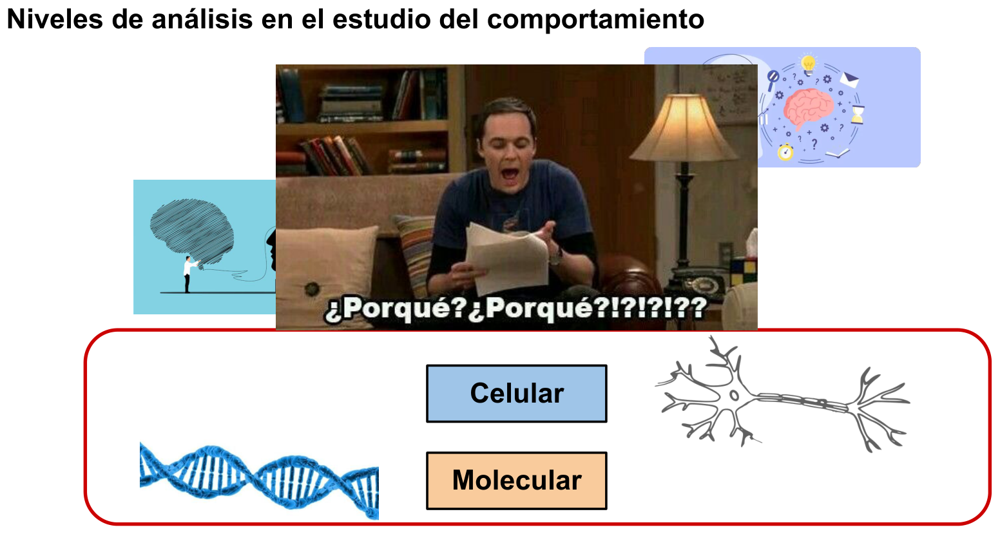 Niveles de análisis en el estudio del comportamiento
¿Porqué?¿Porqué?!?!?!??
Celular
Molecular